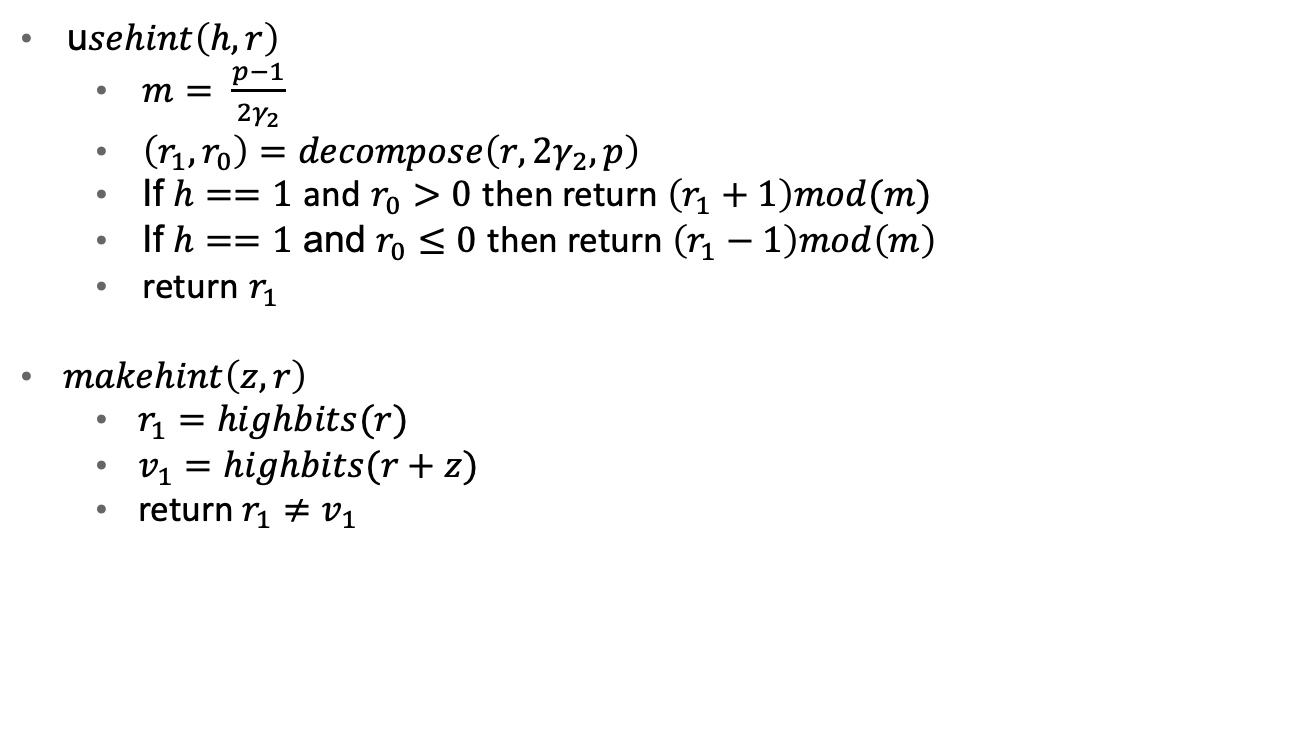 • usehint(h, r)
• m = \frac{p−1}{2γ₂}
• (r₁, r₀) = decompose(r, 2γ₂, p)
• If h == 1 and r₀ > 0 then return (r₁ + 1)mod(m)
• If h == 1 and r₀ ≤ 0 then return (r₁ − 1)mod(m)
• return r₁
• makehint(z, r)
• r₁ = highbits(r)
• v₁ = highbits(r + z)
• return r₁ ≠ v₁